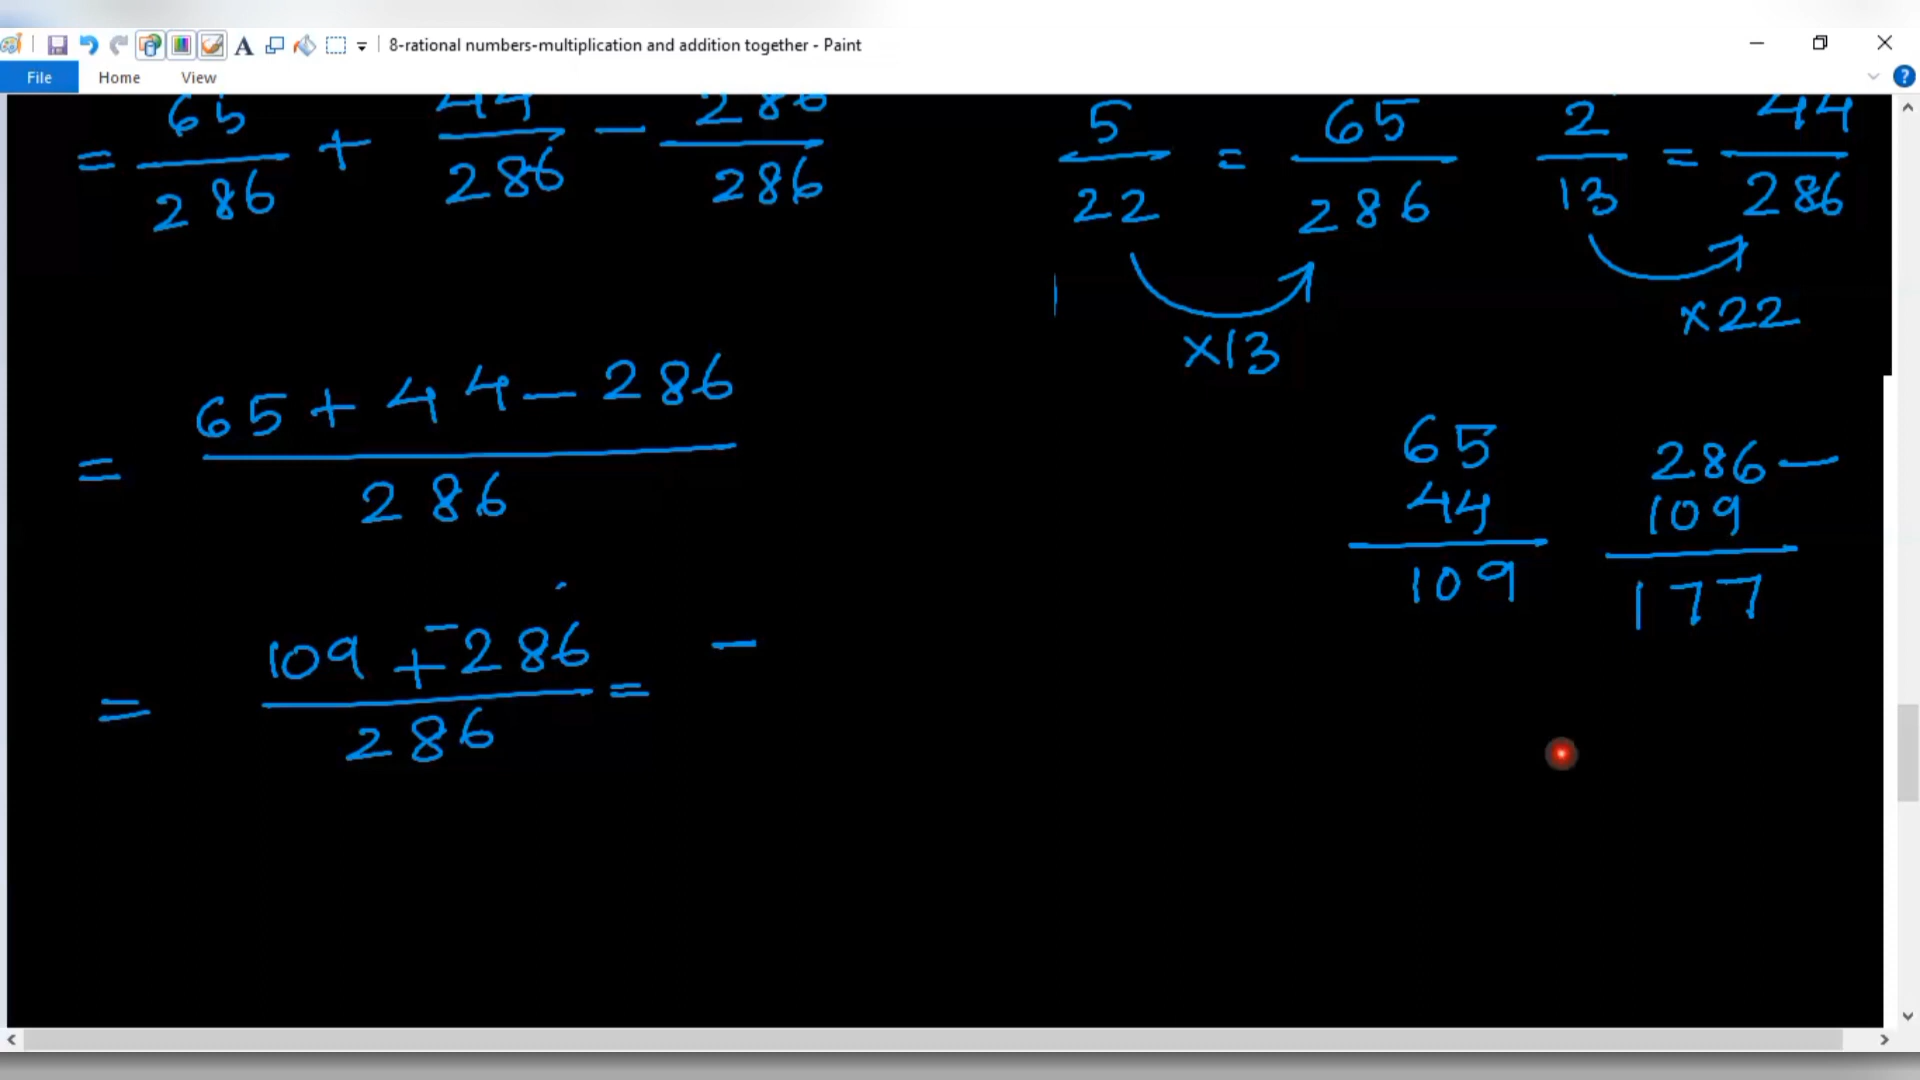 8-rational numbers-multiplication and addition together - Paint
File Home View
= 65/286 + 44/286 - 286/286
5/22 = 65/286 2/13 = 44/286
×13 ×22
= 65 + 44 - 286 / 286
65
44
109
286 -
109
177
= 109 + -286 / 286 = -